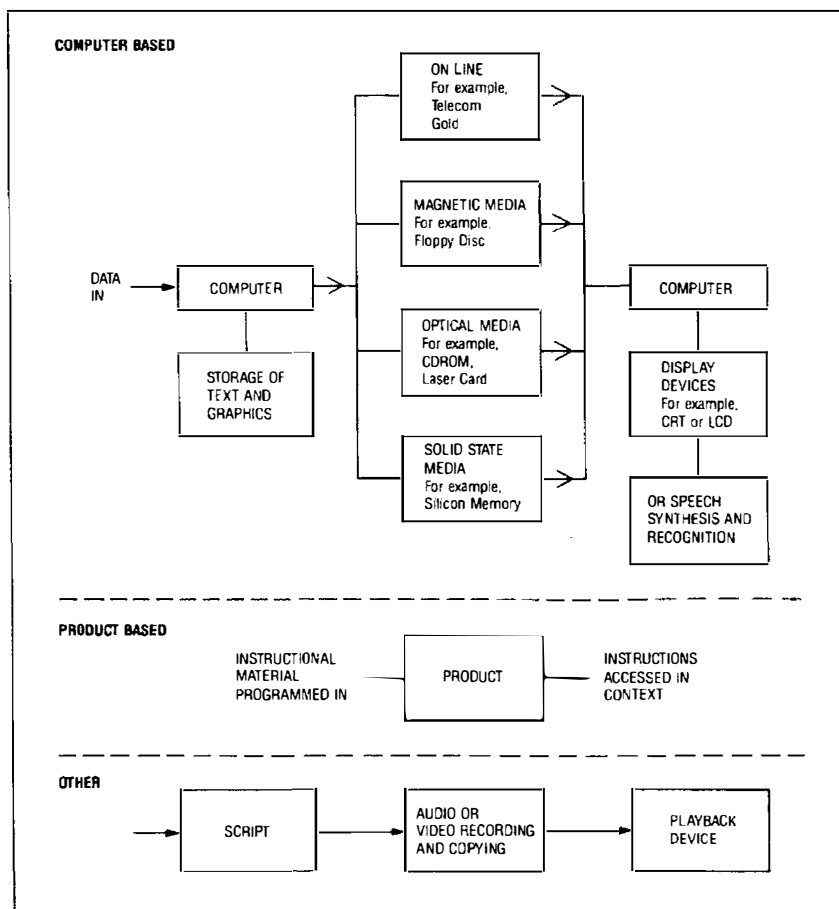 COMPUTER BASED
ON LINE
For example,
Telecom
Gold
MAGNETIC MEDIA
For example,
Floppy Disc
DATA
IN
COMPUTER
STORAGE OF
TEXT AND
GRAPHICS
OPTICAL MEDIA
For example,
CDROM,
Laser Card
SOLID STATE
MEDIA
For example,
Silicon Memory
COMPUTER
DISPLAY
DEVICES
For example,
CRT or LCD
OR SPEECH
SYNTHESIS AND
RECOGNITION
PRODUCT BASED
INSTRUCTIONAL
MATERIAL
PROGRAMMED IN
PRODUCT
INSTRUCTIONS
ACCESSED IN
CONTEXT
OTHER
SCRIPT
AUDIO OR
VIDEO RECORDING
AND COPYING
PLAYBACK
DEVICE